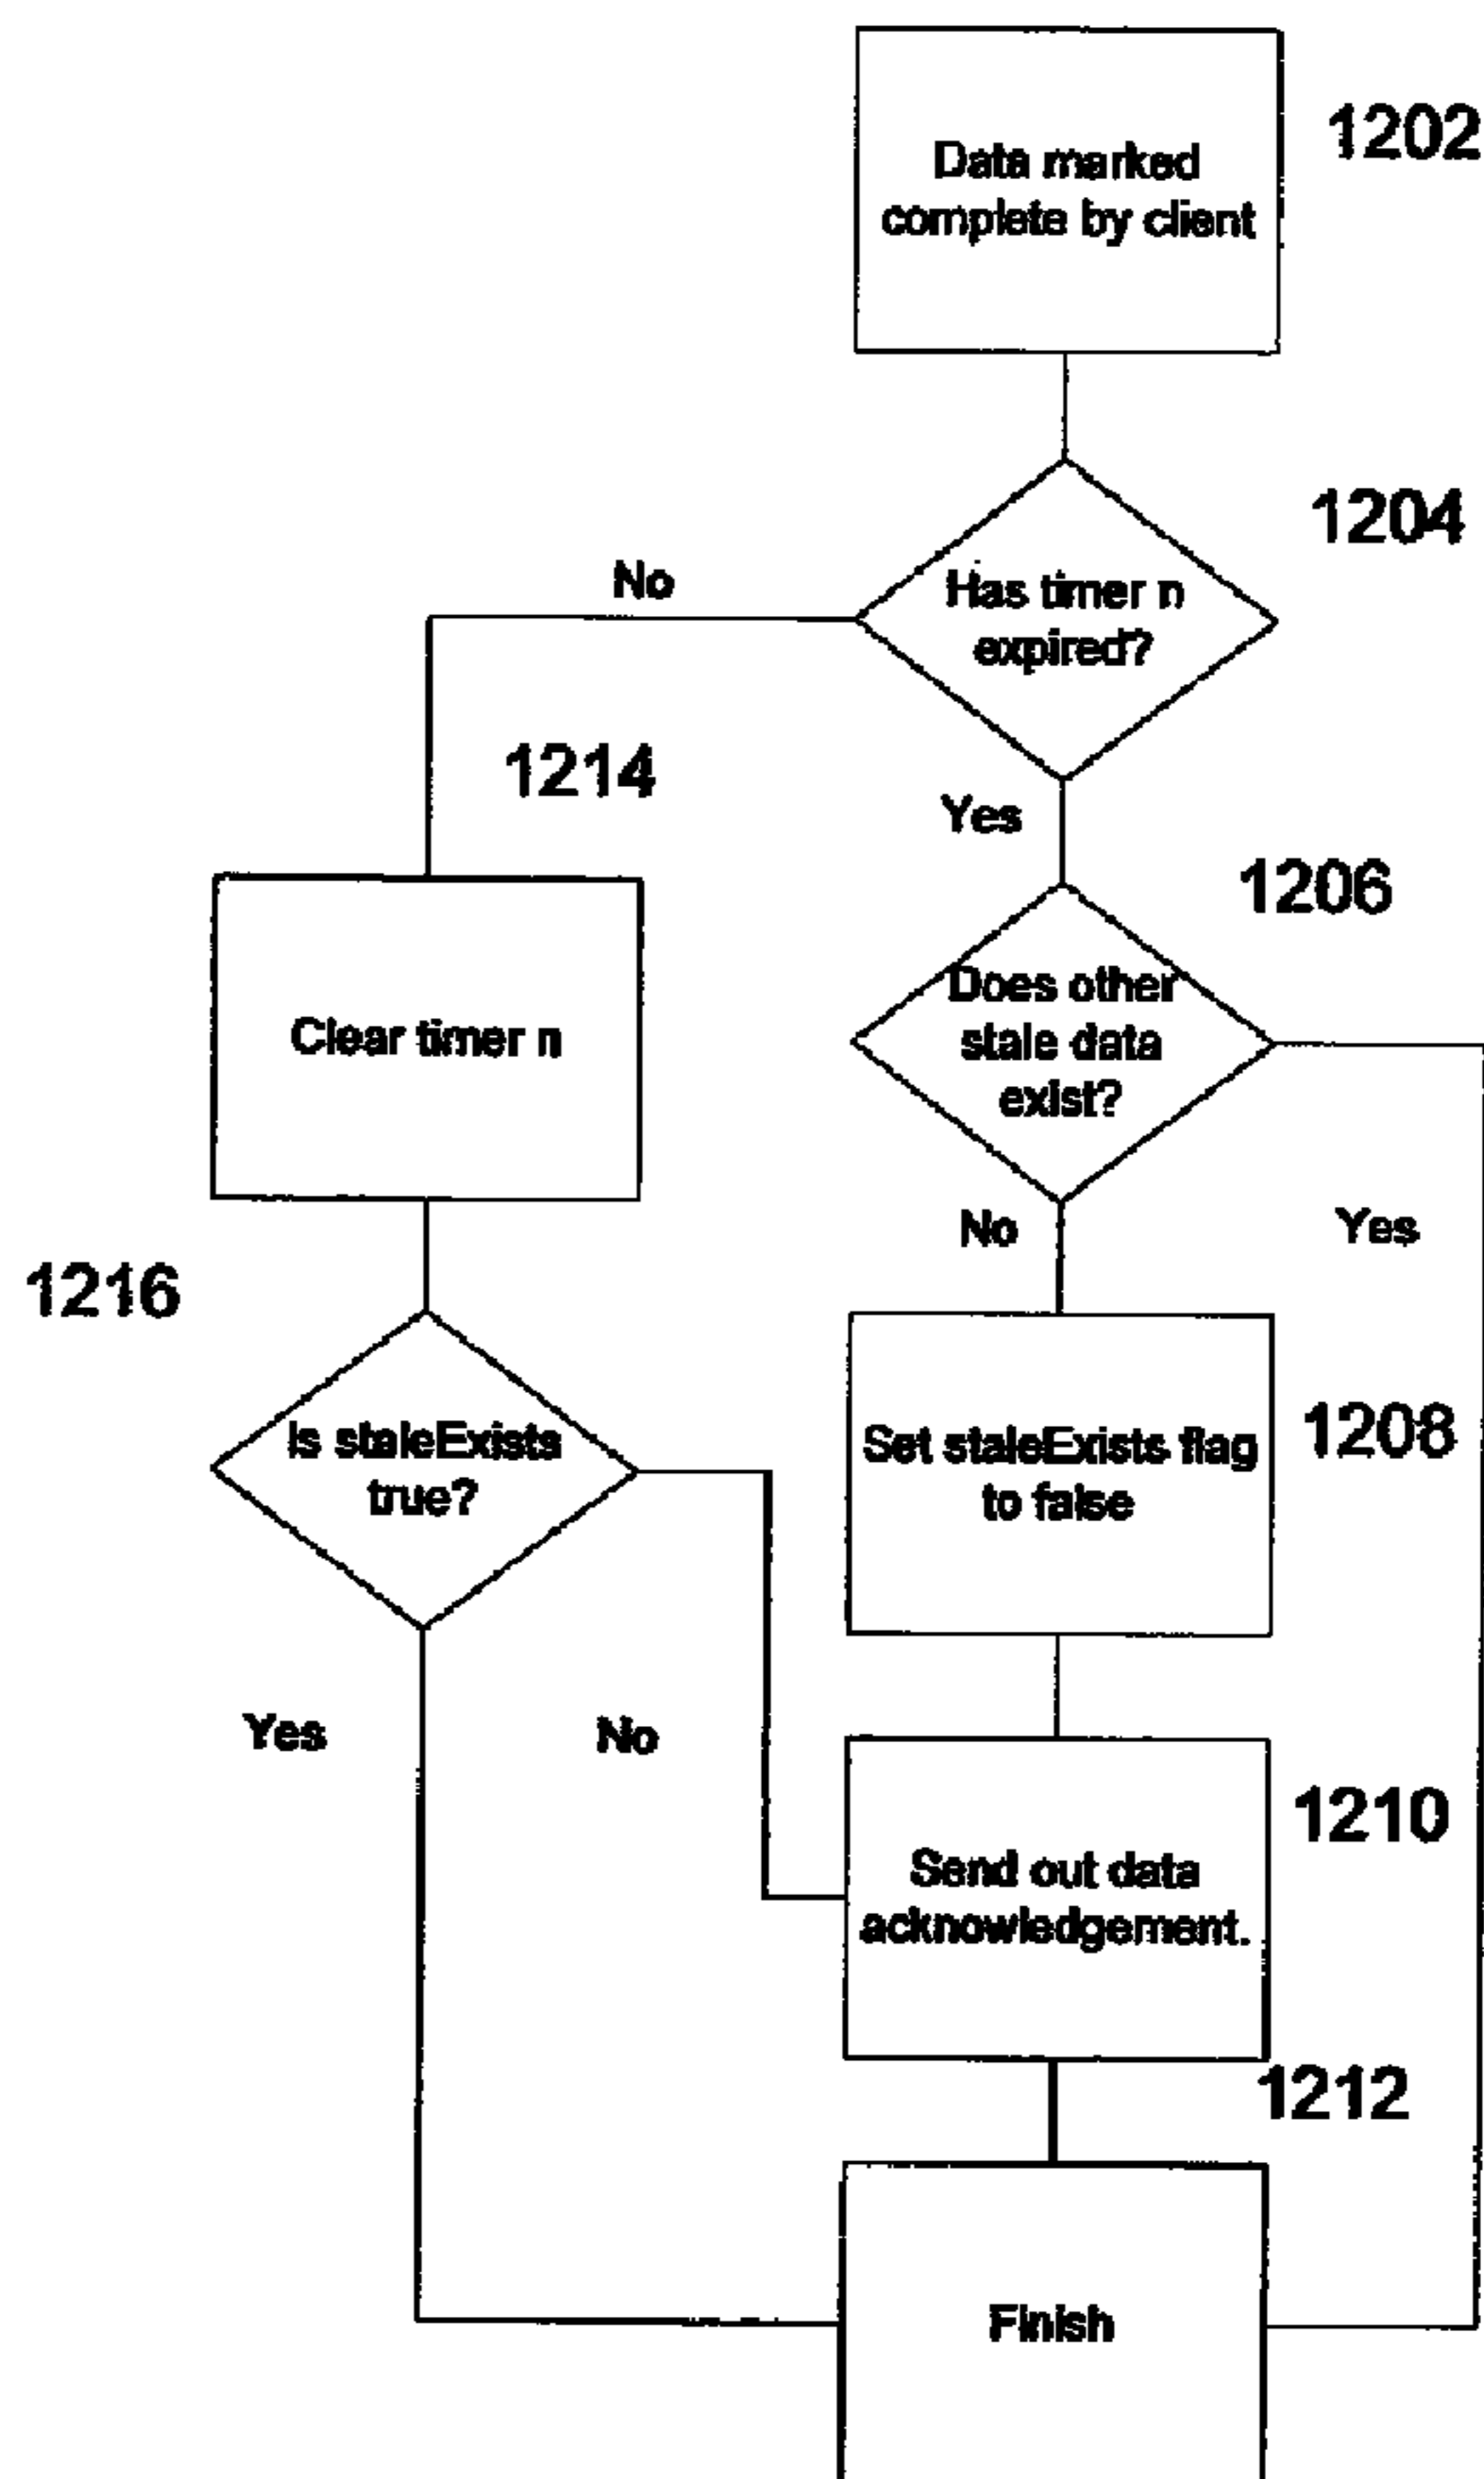 Data marked
complete by client
1202
1204
Has timer n
expired?
No
1214
Yes
1206
Does other
stale data
exist?
Clear timer n
No
Yes
1216
Is staleExists
true?
Set staleExists flag
to false
1208
Yes
No
1210
Send out data
acknowledgement.
1212
Finish